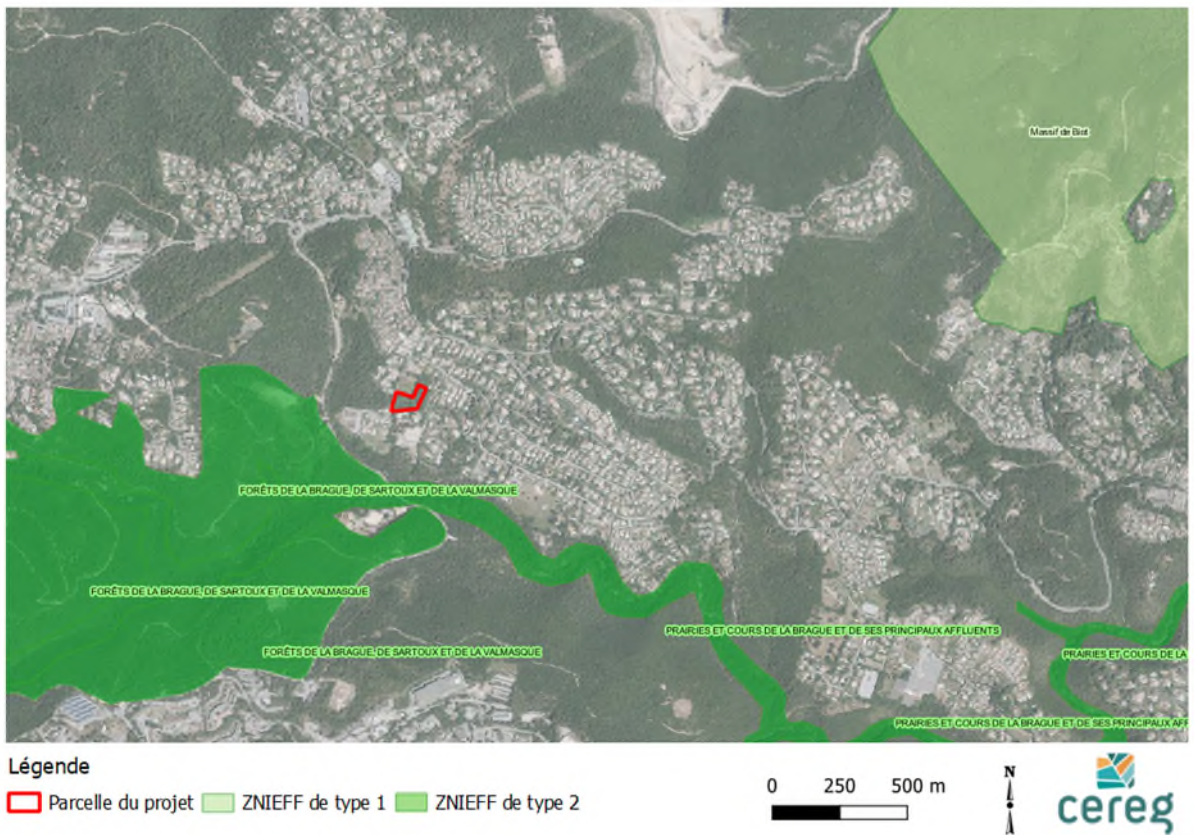 Massif de Biot
FORÊTS DE LA BRAGUE, DE SARTOUX ET DE LA VALMASQUE
FORÊTS DE LA BRAGUE, DE SARTOUX ET DE LA VALMASQUE
PRAIRIES ET COURS DE LA BRAGUE ET DE SES PRINCIPAUX AFFLUENTS
FORÊTS DE LA BRAGUE, DE SARTOUX ET DE LA VALMASQUE
PRAIRIES ET COURS DE LA
PRAIRIES ET COURS DE LA BRAGUE ET DE SES PRINCIPAUX AFF
Légende
Parcelle du projet ZNIEFF de type 1 ZNIEFF de type 2
0 250 500 m
N
cereg